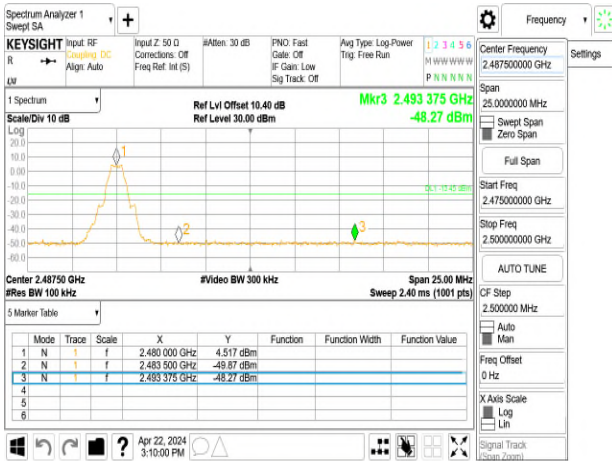 Spectrum Analyzer 1
Swept SA
+
Frequency
KEYSIGHT Input: RF Input Z: 50 Ω #Atten: 30 dB PNO: Fast Avg Type: Log-Power 1 2 3 4 5 6
R Coupling: DC Corrections: Off Gate: Off Trig: Free Run M W W W W W
Align: Auto Freq Ref: Int (S) IF Gain: Low
Sig Track: Off P N N N N N
1 Spectrum Ref Lvl Offset 10.40 dB Mkr3 2.493 375 GHz
Scale/Div 10 dB Ref Level 30.00 dBm -48.27 dBm
Log
20.0
10.0
0.00
-10.0
-20.0
-30.0
-40.0
-50.0
-60.0
1
2
3
Center 2.48750 GHz #Video BW 300 kHz Span 25.00 MHz
#Res BW 100 kHz Sweep 2.40 ms (1001 pts)
5 Marker Table
Mode Trace Scale X Y Function Function Width Function Value
1 N 1 f 2.480 000 GHz 4.517 dBm
2 N 1 f 2.483 500 GHz -49.87 dBm
3 N 1 f 2.493 375 GHz -48.27 dBm
4
5
6
? Apr 22, 2024
3:10:00 PM
Center Frequency
2.487500000 GHz
Settings
Span
25.0000000 MHz
Swept Span
Zero Span
Full Span
Start Freq
2.475000000 GHz
Stop Freq
2.500000000 GHz
AUTO TUNE
CF Step
2.500000 MHz
Auto
Man
Freq Offset
0 Hz
X Axis Scale
Log
Lin
Signal Track
(Span Zoom)